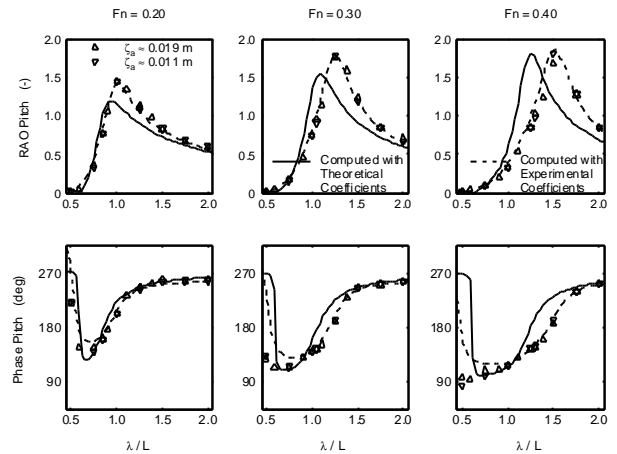 Fn = 0.20
Fn = 0.30
Fn = 0.40
RAO Pitch (-)
2.0
1.5
1.0
0.5
0
ζa ≈ 0.019 m
ζa ≈ 0.011 m
0.5 1.0 1.5 2.0
2.0
1.5
1.0
0.5
0
Computed with
Theoretical
Coefficients
0.5 1.0 1.5 2.0
2.0
1.5
1.0
0.5
0
Computed with
Experimental
Coefficients
0.5 1.0 1.5 2.0
Phase Pitch (deg)
270
180
90
0.5 1.0 1.5 2.0
λ / L
270
180
90
0.5 1.0 1.5 2.0
λ / L
270
180
90
0.5 1.0 1.5 2.0
λ / L